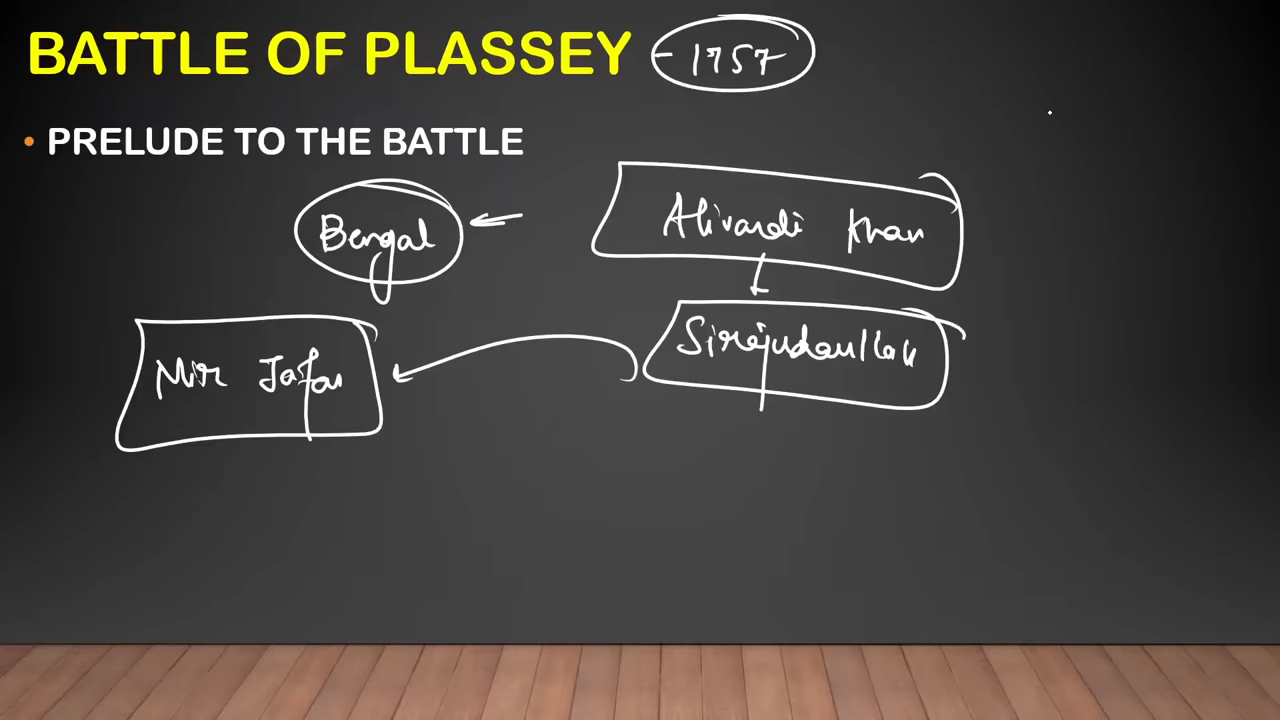 BATTLE OF PLASSEY - 1757
• PRELUDE TO THE BATTLE
Bengal
Alivardi Khan
Sirajudaullah
Mir Jafar